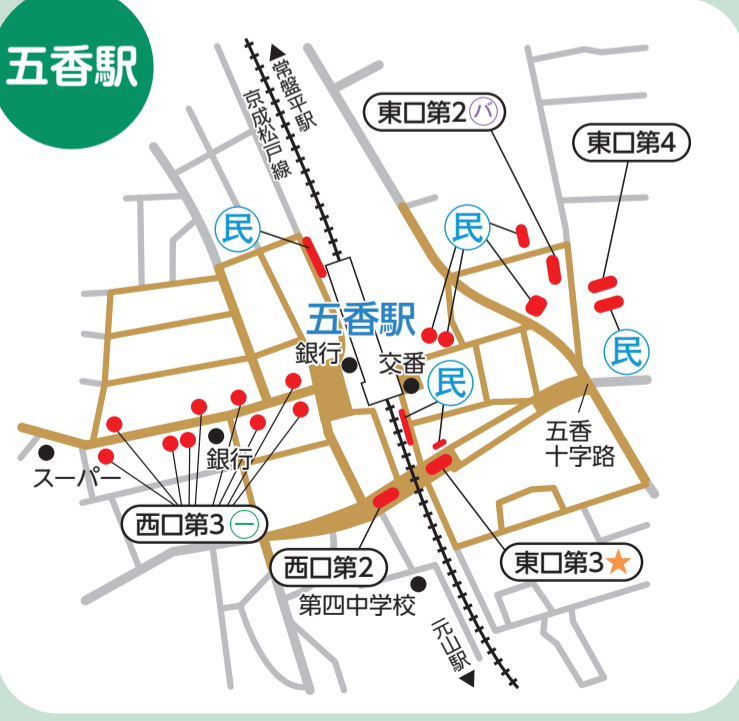 五香駅
常盤平駅
京成松戸線
東口第2バ
東口第4
民
民
五香駅
銀行
交番
民
民
五香
十字路
スーパー
銀行
西口第3一
西口第2
東口第3★
第四中学校
元山駅